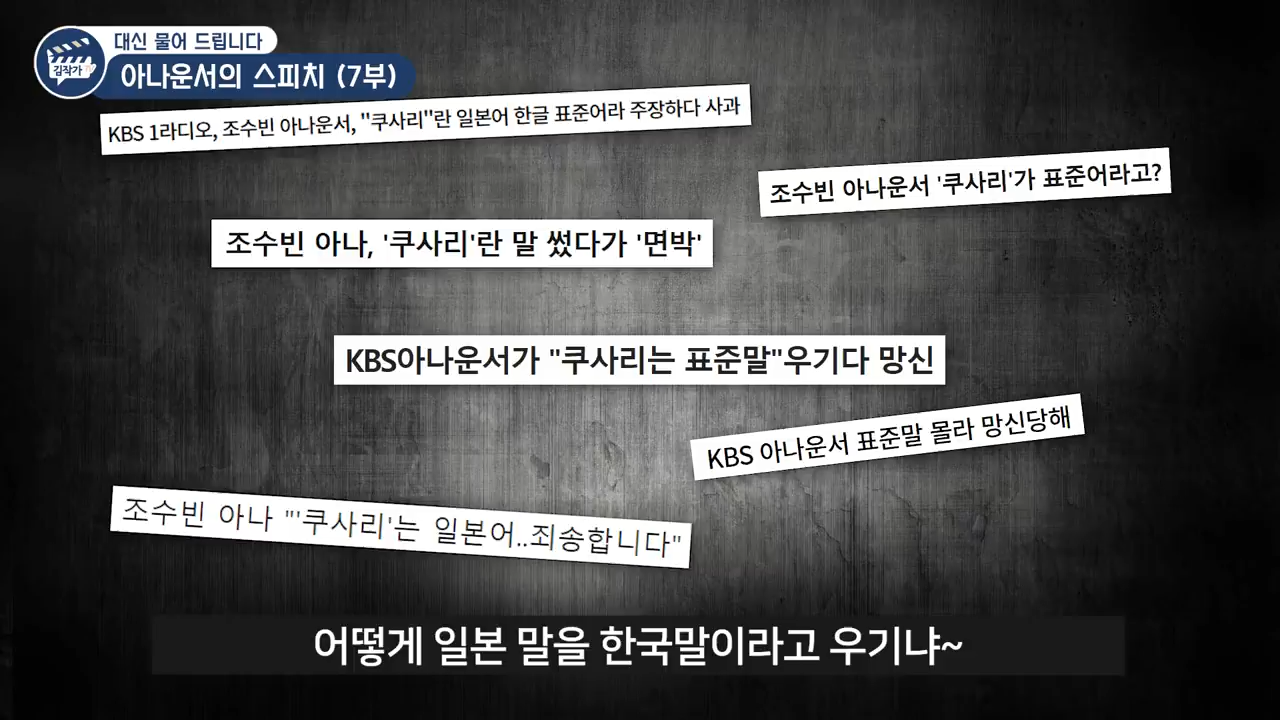 대신 물어 드립니다
김작가 TV
아나운서의 스피치 (7부)
KBS 1라디오, 조수빈 아나운서, "쿠사리"란 일본어 한글 표준어라 주장하다 사과
조수빈 아나운서 '쿠사리'가 표준어라고?
조수빈 아나, '쿠사리'란 말 썼다가 '면박'
KBS아나운서가 "쿠사리는 표준말"우기다 망신
KBS 아나운서 표준말 몰라 망신당해
조수빈 아나 "'쿠사리'는 일본어..죄송합니다"
어떻게 일본 말을 한국말이라고 우기냐~